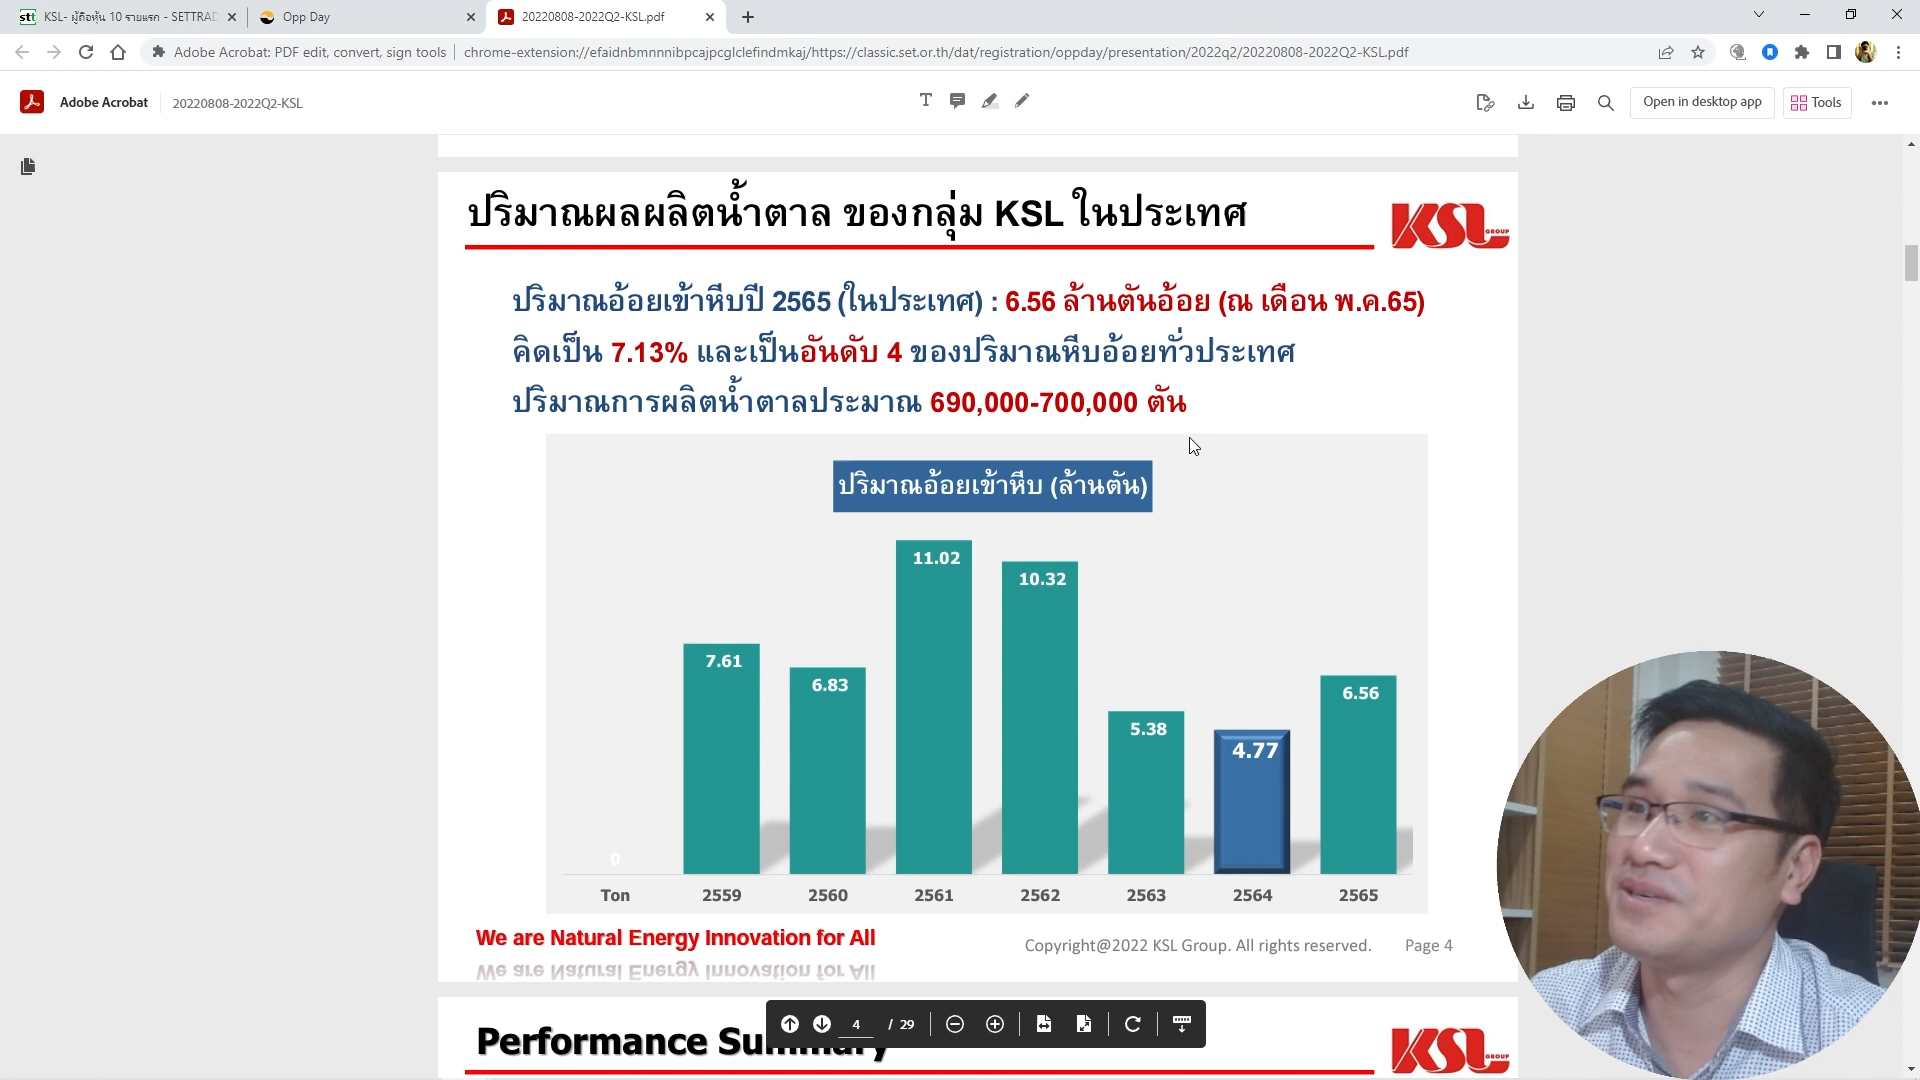 KSL- ผู้ถือหุ้น 10 รายแรก - SETTRAD
Opp Day
20220808-2022Q2-KSL.pdf
Adobe Acrobat: PDF edit, convert, sign tools
chrome-extension://efaidnbmnnnibpcajpcglclefindmkaj/https://classic.set.or.th/dat/registration/oppday/presentation/2022q2/20220808-2022Q2-KSL.pdf
Adobe Acrobat
20220808-2022Q2-KSL
Open in desktop app
Tools
ปริมาณผลผลิตน้ำตาล ของกลุ่ม KSL ในประเทศ
KSL GROUP
ปริมาณอ้อยเข้าหีบปี 2565 (ในประเทศ) : 6.56 ล้านตันอ้อย (ณ เดือน พ.ค.65)
คิดเป็น 7.13% และเป็นอันดับ 4 ของปริมาณหีบอ้อยทั่วประเทศ
ปริมาณการผลิตน้ำตาลประมาณ 690,000-700,000 ตัน
ปริมาณอ้อยเข้าหีบ (ล้านตัน)
0 7.61 6.83 11.02 10.32 5.38 4.77 6.56
Ton 2559 2560 2561 2562 2563 2564 2565
We are Natural Energy Innovation for All
Copyright@2022 KSL Group. All rights reserved. Page 4
4 / 29
Performance Summary
KSL GROUP